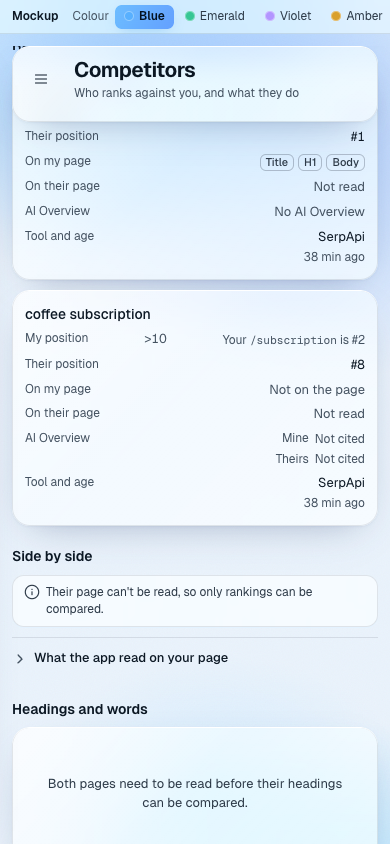 Mockup Colour Blue Emerald Violet Amber
Competitors
Who ranks against you, and what they do
Their position #1
On my page Title H1 Body
On their page Not read
AI Overview No AI Overview
Tool and age SerpApi
38 min ago
coffee subscription
My position >10 Your /subscription is #2
Their position #8
On my page Not on the page
On their page Not read
AI Overview Mine Not cited
Theirs Not cited
Tool and age SerpApi
38 min ago
Side by side
Their page can't be read, so only rankings can be
compared.
What the app read on your page
Headings and words
Both pages need to be read before their headings
can be compared.